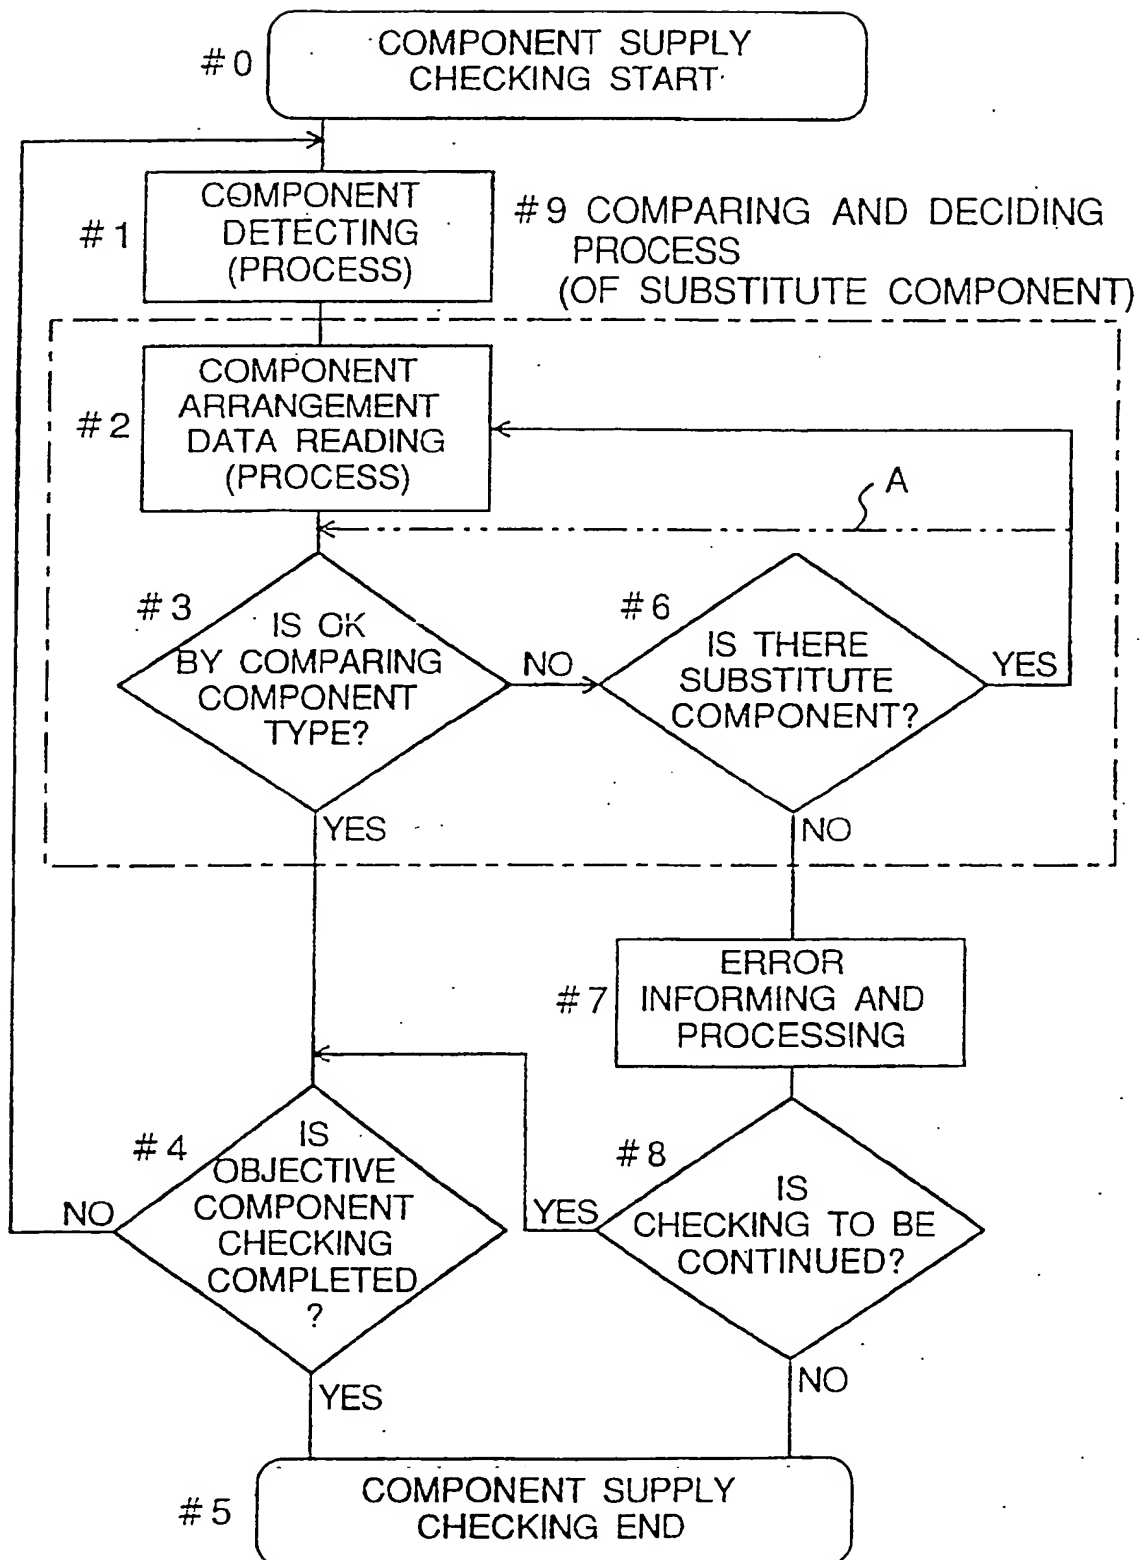 #0
COMPONENT SUPPLY
CHECKING START
#1
COMPONENT
DETECTING
(PROCESS)
#9 COMPARING AND DECIDING
PROCESS
(OF SUBSTITUTE COMPONENT)
#2
COMPONENT
ARRANGEMENT
DATA READING
(PROCESS)
A
#3
IS OK
BY COMPARING
COMPONENT
TYPE?
NO
#6
IS THERE
SUBSTITUTE
COMPONENT?
YES
YES
NO
#7
ERROR
INFORMING AND
PROCESSING
#4
IS
OBJECTIVE
COMPONENT
CHECKING
COMPLETED
?
NO
#8
IS
CHECKING TO BE
CONTINUED?
YES
YES
NO
#5
COMPONENT SUPPLY
CHECKING END